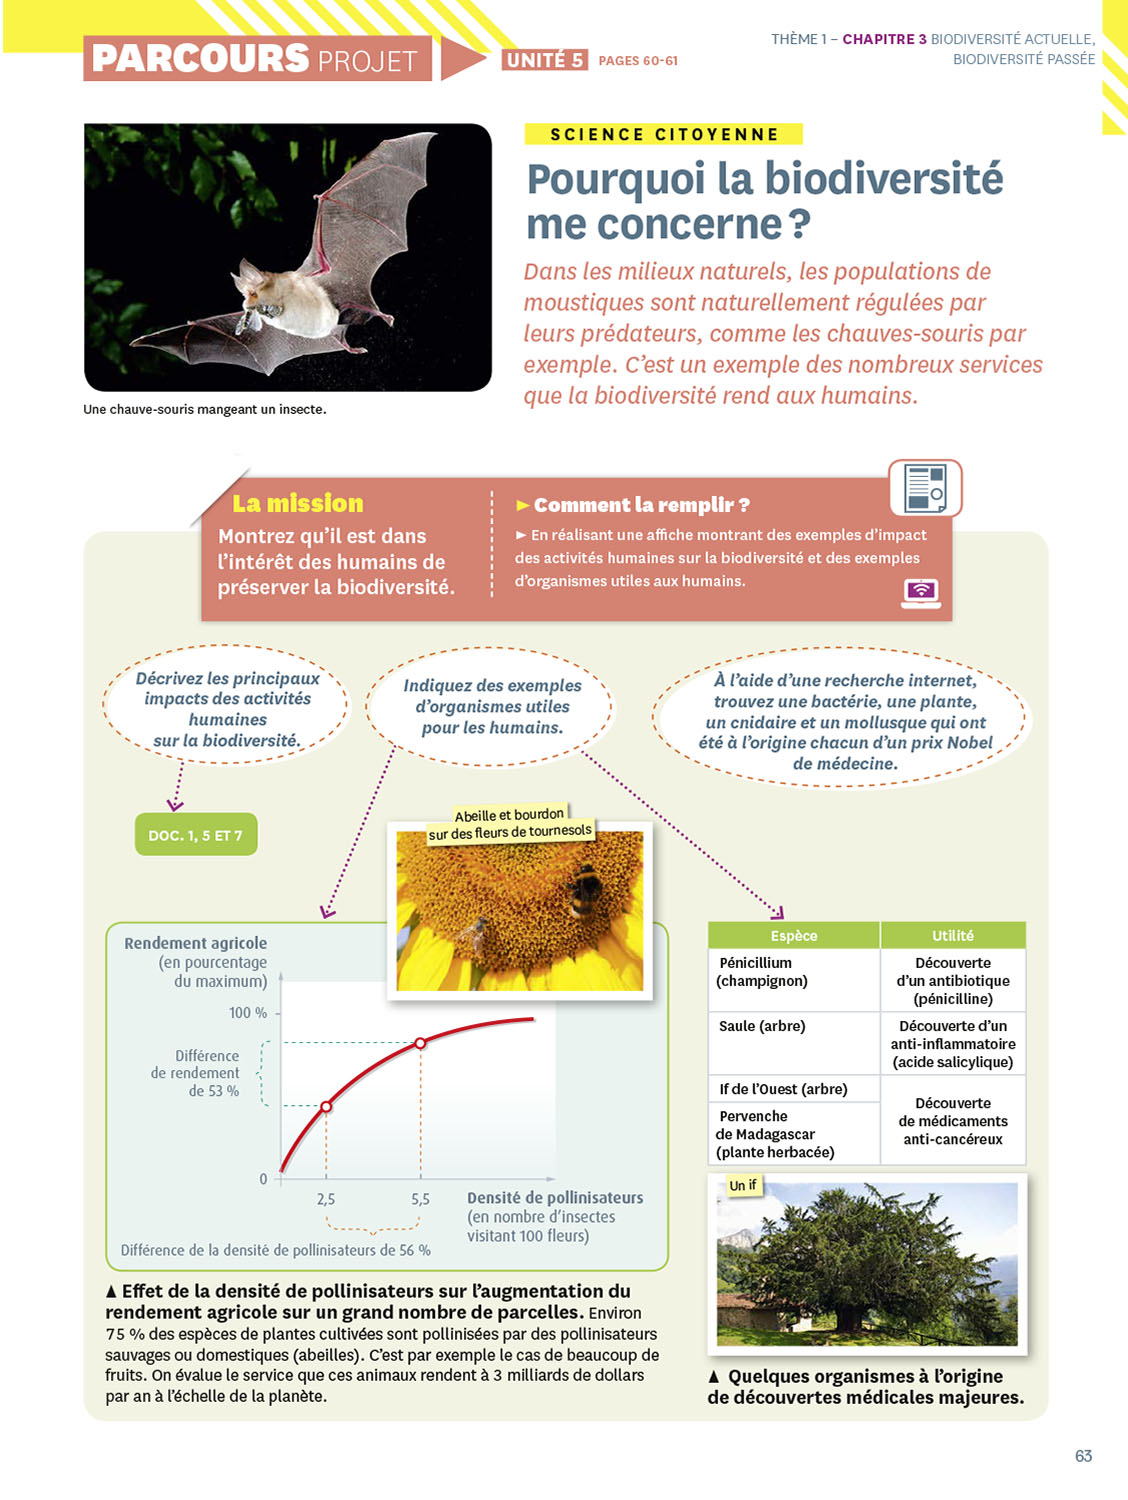 PARCOURS PROJET
UNITÉ 5 PAGES 60-61
THÈME 1 – CHAPITRE 3 BIODIVERSITÉ ACTUELLE,
BIODIVERSITÉ PASSÉE
Une chauve-souris mangeant un insecte.
SCIENCE CITOYENNE
Pourquoi la biodiversité
me concerne ?
Dans les milieux naturels, les populations de
moustiques sont naturellement régulées par
leurs prédateurs, comme les chauves-souris par
exemple. C’est un exemple des nombreux services
que la biodiversité rend aux humains.
La mission
Montrez qu’il est dans
l’intérêt des humains de
préserver la biodiversité.
► Comment la remplir ?
► En réalisant une affiche montrant des exemples d’impact
des activités humaines sur la biodiversité et des exemples
d’organismes utiles aux humains.
Décrivez les principaux
impacts des activités
humaines
sur la biodiversité.
Indiquez des exemples
d’organismes utiles
pour les humains.
À l’aide d’une recherche internet,
trouvez une bactérie, une plante,
un cnidaire et un mollusque qui ont
été à l’origine chacun d’un prix Nobel
de médecine.
DOC. 1, 5 ET 7
Abeille et bourdon
sur des fleurs de tournesols
Rendement agricole
(en pourcentage
du maximum)
100 %
Différence
de rendement
de 53 %
0
2,5
5,5
Densité de pollinisateurs
(en nombre d’insectes
visitant 100 fleurs)
Différence de la densité de pollinisateurs de 56 %
▲ Effet de la densité de pollinisateurs sur l’augmentation du
rendement agricole sur un grand nombre de parcelles. Environ
75 % des espèces de plantes cultivées sont pollinisées par des pollinisateurs
sauvages ou domestiques (abeilles). C’est par exemple le cas de beaucoup de
fruits. On évalue le service que ces animaux rendent à 3 milliards de dollars
par an à l’échelle de la planète.
Espèce
Utilité
Pénicillium
(champignon)
Découverte
d’un antibiotique
(pénicilline)
Saule (arbre)
Découverte d’un
anti-inflammatoire
(acide salicylique)
If de l’Ouest (arbre)
Pervenche
de Madagascar
(plante herbacée)
Découverte
de médicaments
anti-cancéreux
Un if
▲ Quelques organismes à l’origine
de découvertes médicales majeures.
63